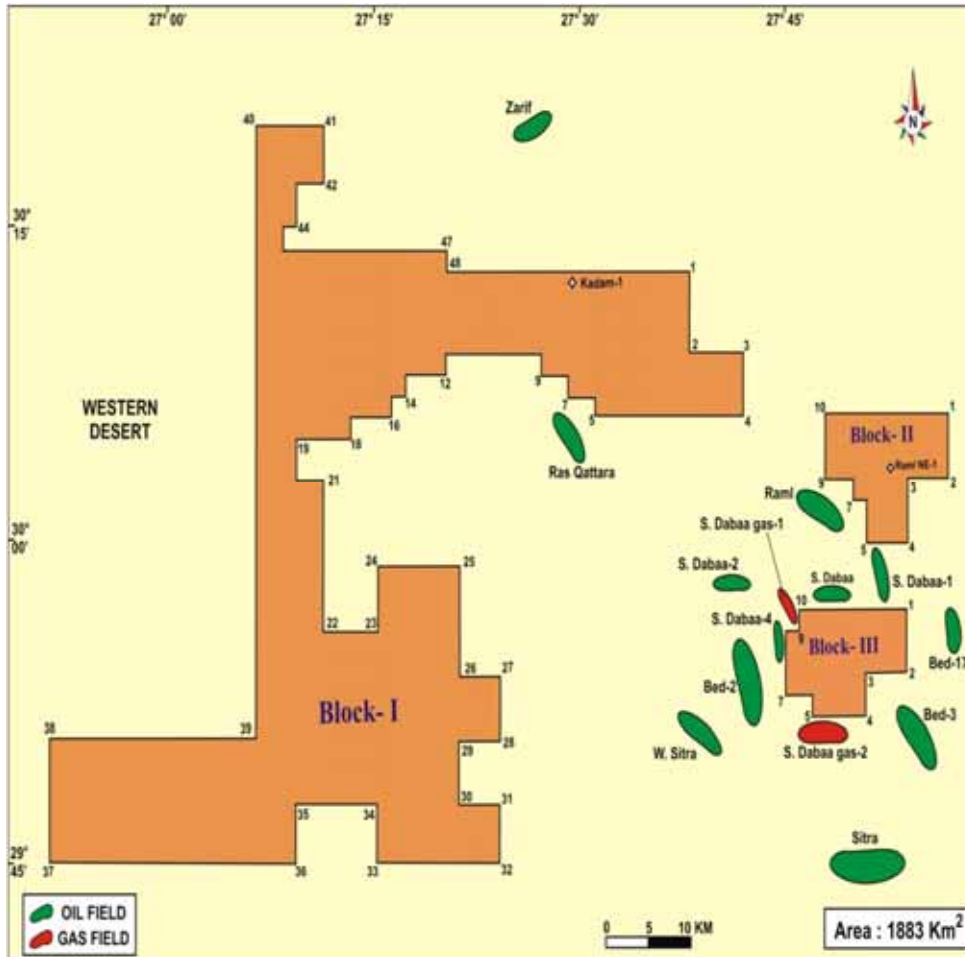 27° 00'
27° 15'
27° 30'
27° 45'
Zarif
N
40
41
42
30°
15'
44
47
48
1
Kadam-1
2
3
12
9
14
7
5
4
16
18
19
WESTERN
DESERT
Ras Qattara
21
10
1
Block- II
Raml NE-1
9
3
2
Raml
7
5
4
S. Dabaa gas-1
30°
00'
24
25
S. Dabaa-2
S. Dabaa
S. Dabaa-1
10
1
22
23
S. Dabaa-4
9
Block- III
Bed-17
26
27
Bed-2
3
2
7
5
4
Block- I
Bed-3
38
39
29
28
W. Sitra
S. Dabaa gas-2
35
34
30
31
Sitra
29°
45'
37
36
33
32
OIL FIELD
GAS FIELD
0 5 10 KM
Area : 1883 Km2